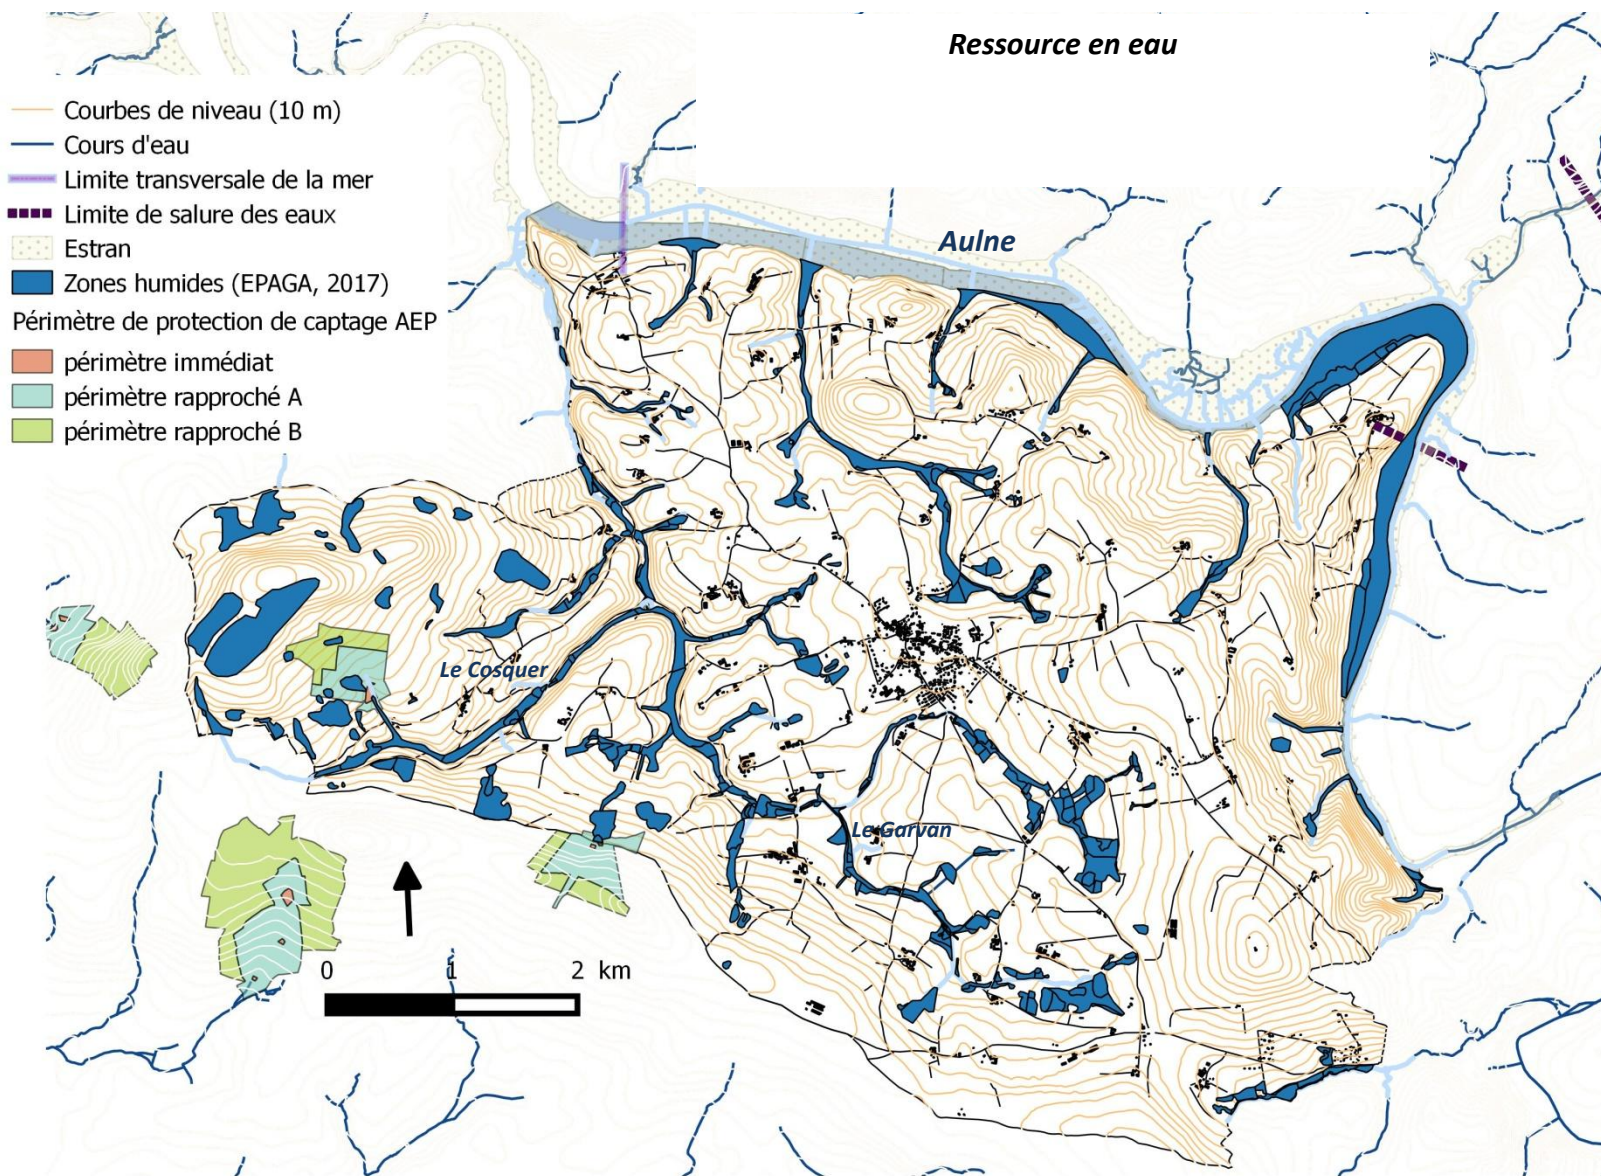 Ressource en eau
Courbes de niveau (10 m)
Cours d'eau
Limite transversale de la mer
Limite de salure des eaux
Estran
Zones humides (EPAGA, 2017)
Périmètre de protection de captage AEP
périmètre immédiat
périmètre rapproché A
périmètre rapproché B
Aulne
Le Cosquer
Le Garvan
0 1 2 km